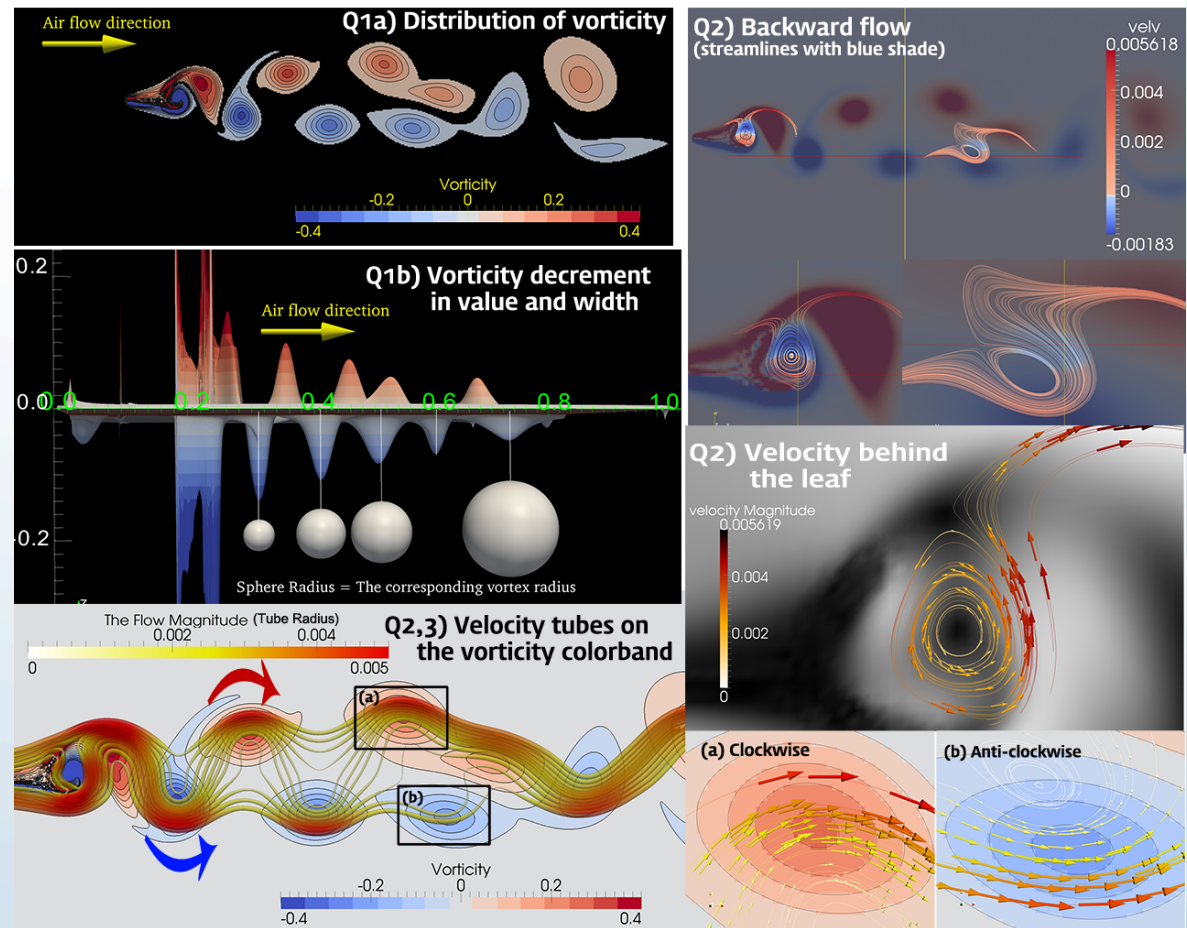 Q1a) Distribution of vorticity
Air flow direction
Vorticity
-0.2 0 0.2
-0.4 0.4
Q1b) Vorticity decrement
in value and width
Air flow direction
0.2
0.0
0.0 0.2 0.4 0.6 0.8 1.0
-0.2
Sphere Radius = The corresponding vortex radius
The Flow Magnitude (Tube Radius)
0.002 0.004
0 0.005
Q2,3) Velocity tubes on
the vorticity colorband
(a)
(b)
Vorticity
-0.2 0 0.2
-0.4 0.4
Q2) Backward flow
(streamlines with blue shade)
velv
0.005618
0.004
0.002
0
-0.00183
Q2) Velocity behind
the leaf
velocity Magnitude
0.005619
0.004
0.002
0
(a) Clockwise
(b) Anti-clockwise